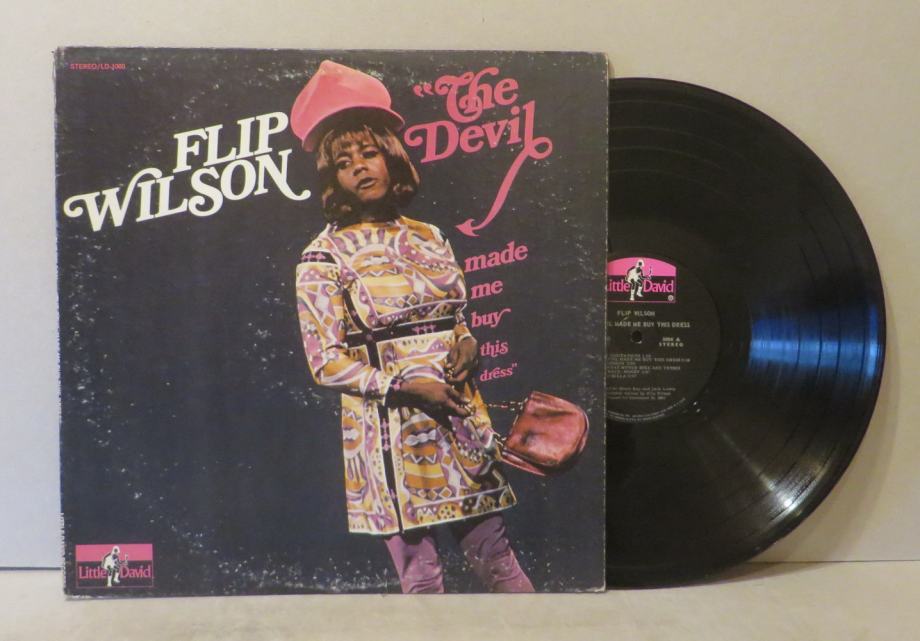 STEREO/LD-1000
FLIP
WILSON
"The
Devil
made
me
buy
this
dress"
Little David
Little David
FLIP WILSON
MADE ME BUY THIS DRESS
SIDE A
STEREO